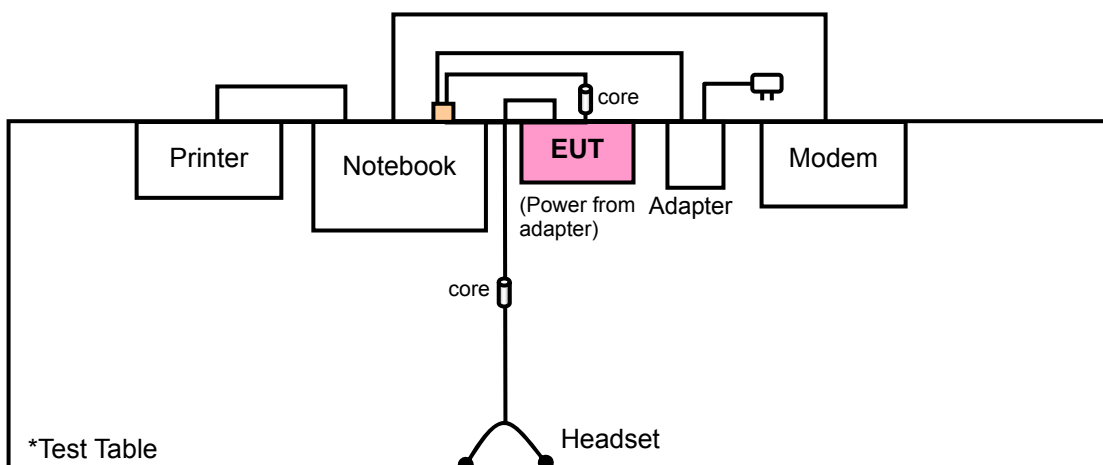 core
Printer
Notebook
EUT
Modem
(Power from
adapter)
Adapter
core
Headset
*Test Table